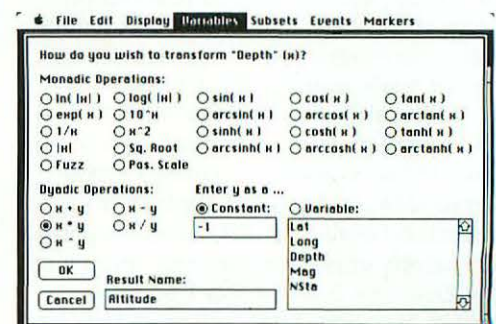 File Edit Display Variables Subsets Events Markers
How do you wish to transform "Depth" (x)?
Monadic Operations:
ln( |x| ) log( |x| ) sin( x ) cos( x ) tan( x )
exp( x ) 10^x arcsin( x ) arccos( x ) arctan( x )
1/x x^2 sinh( x ) cosh( x ) tanh( x )
|x| Sq. Root arcsinh( x ) arccosh( x ) arctanh( x )
Fuzz Pos. Scale
Dyadic Operations: Enter y as a ...
x + y x - y Constant: Variable:
x * y x / y -1
x ^ y
Lat
Long
Depth
Mag
NSta
OK
Cancel
Result Name:
Altitude